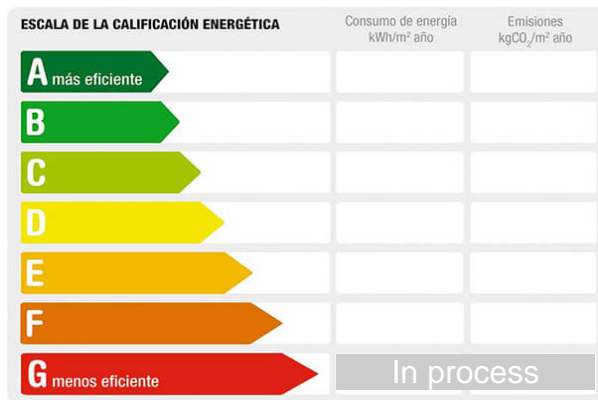 ESCALA DE LA CALIFICACIÓN ENERGÉTICA
Consumo de energía
kWh/m² año
Emisiones
kgCO₂/m² año
A más eficiente
B
C
D
E
F
G menos eficiente
In process